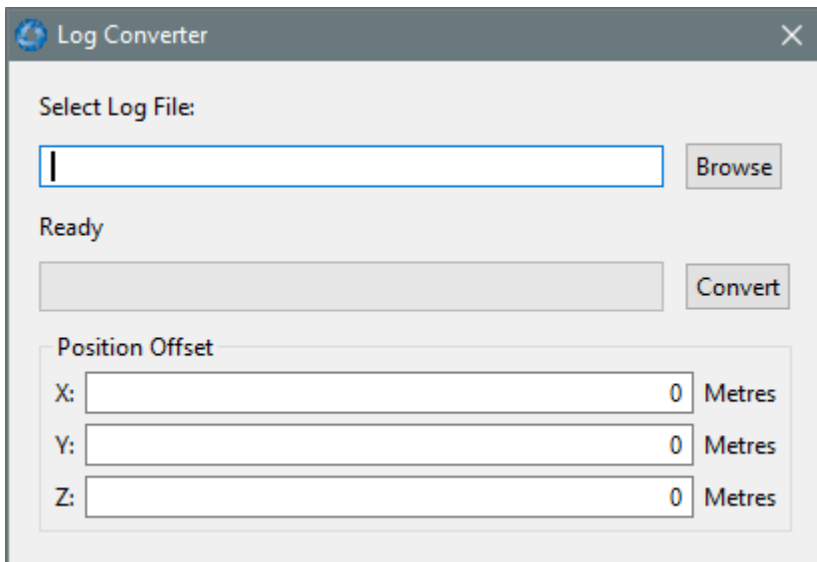 Log Converter
Select Log File:
Browse
Ready
Convert
Position Offset
X: 0 Metres
Y: 0 Metres
Z: 0 Metres